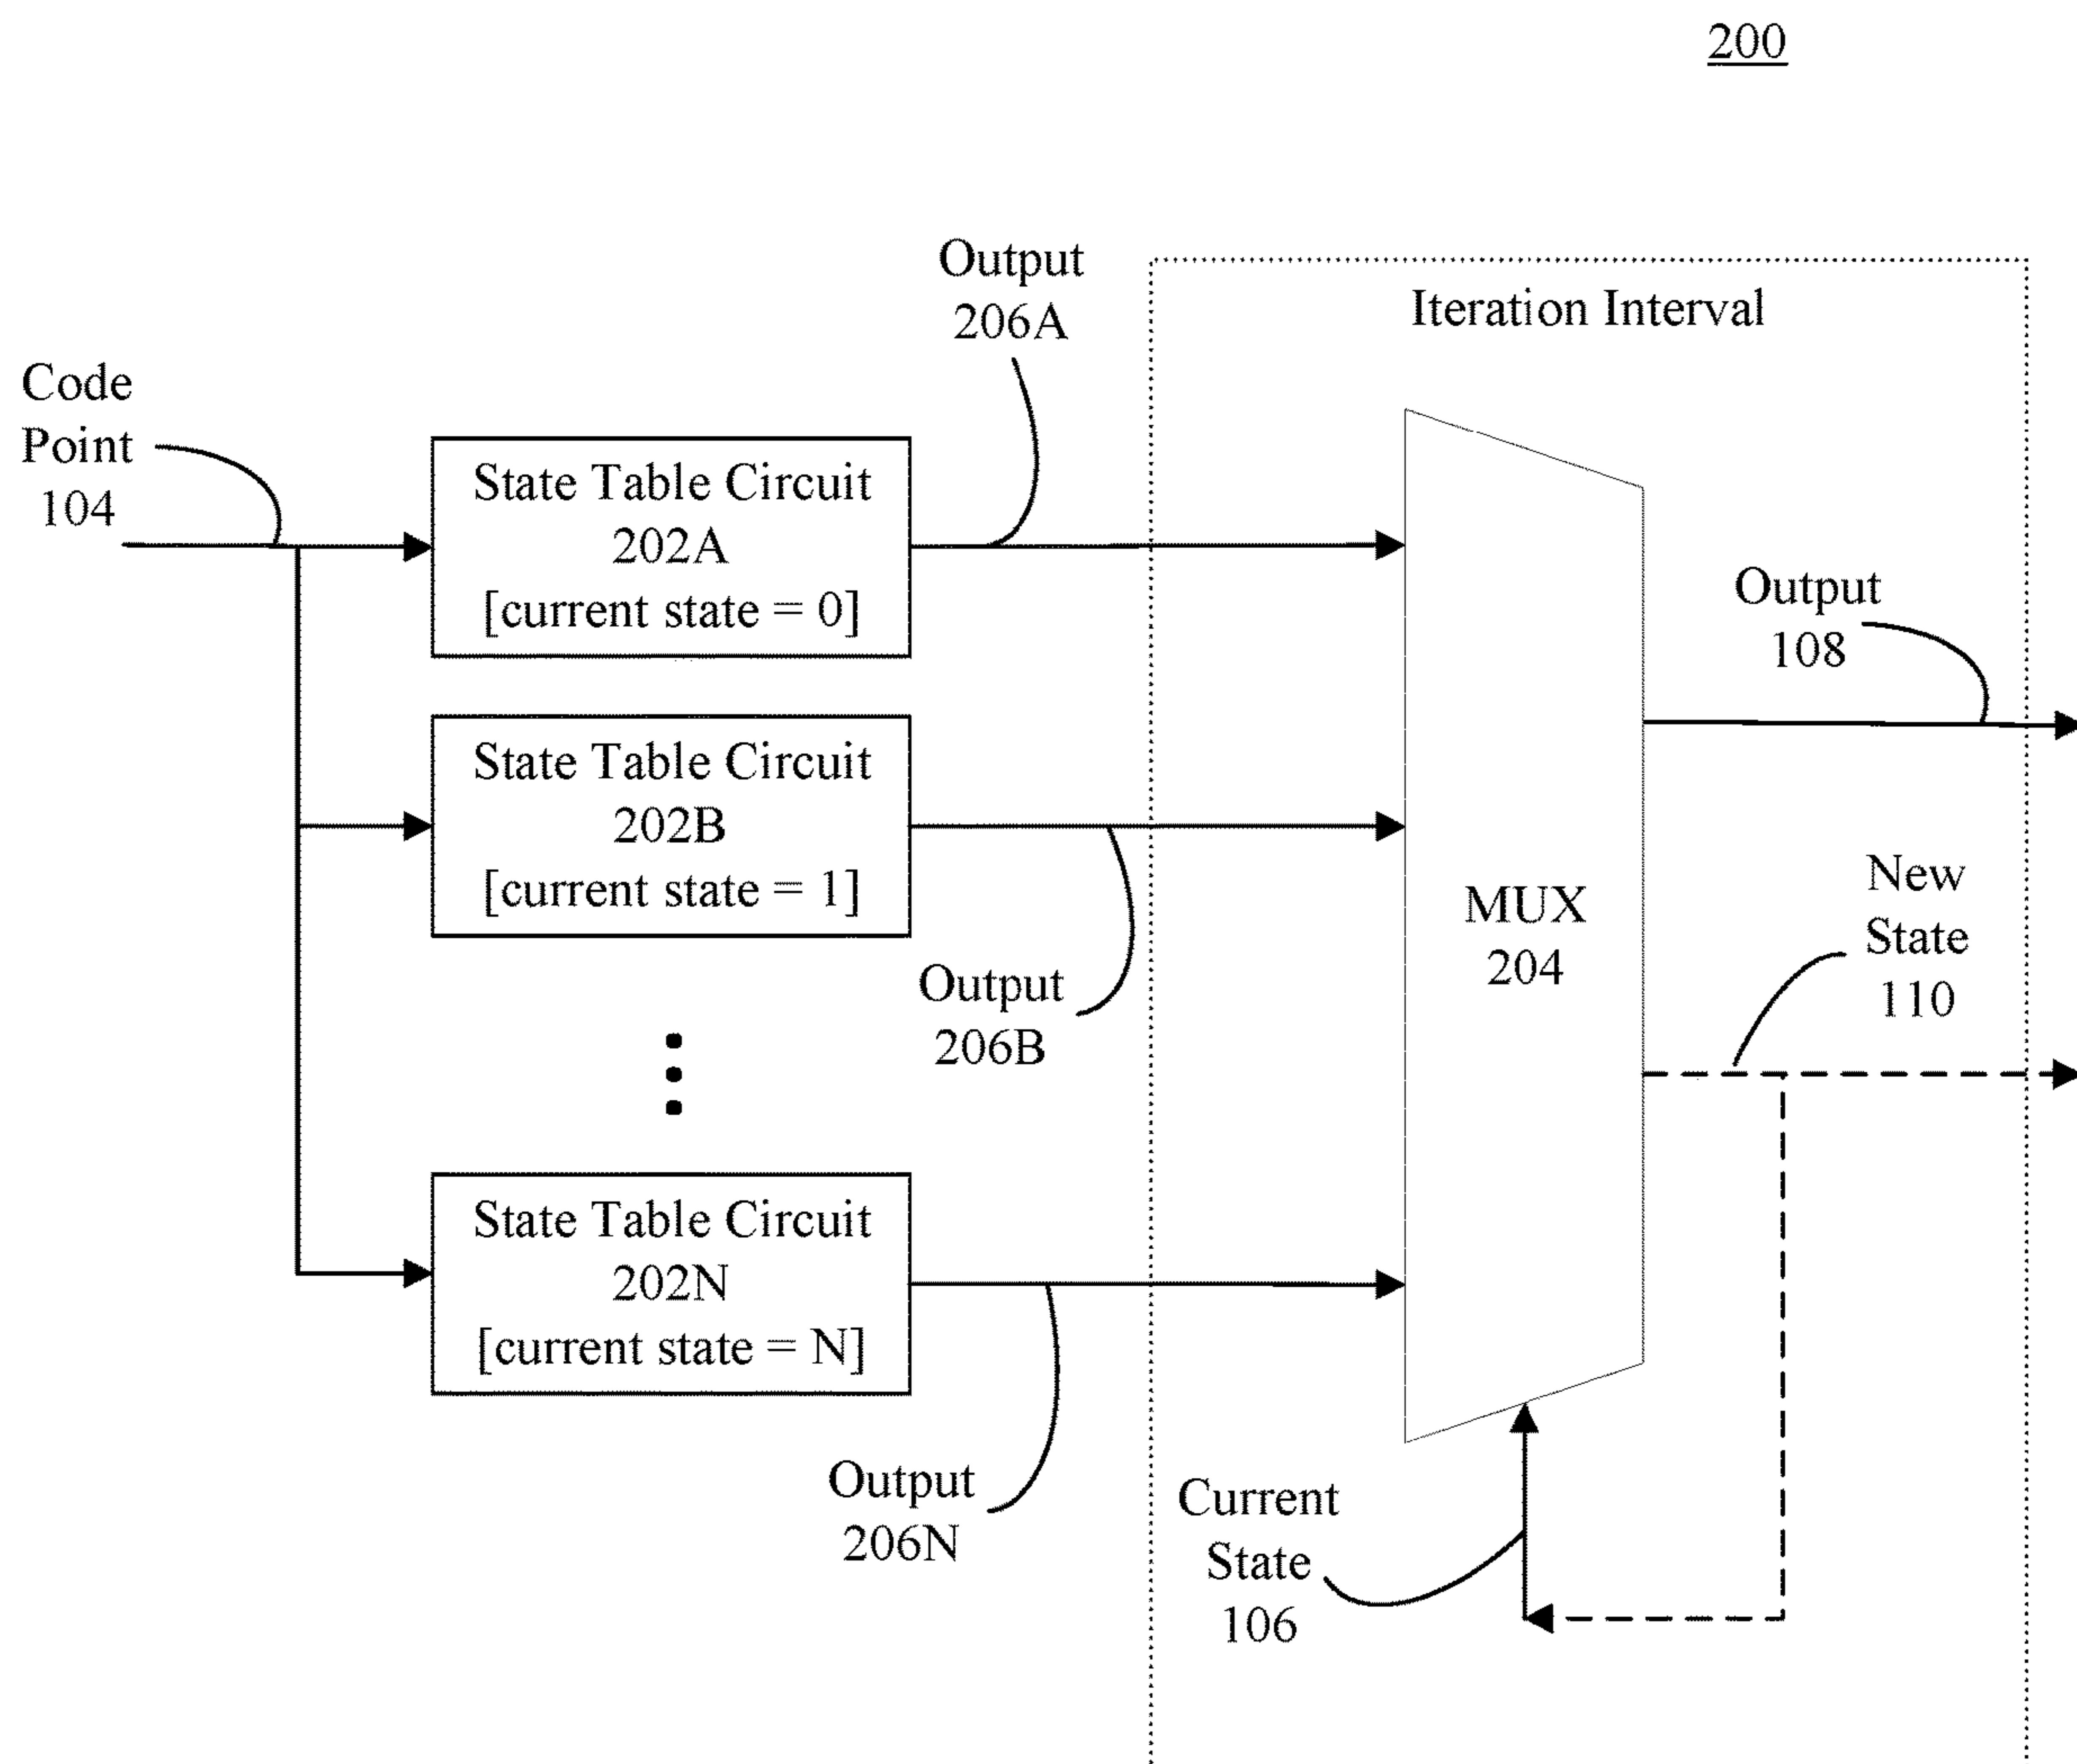 200
Output
206A
Iteration Interval
Code
Point
104
State Table Circuit
202A
[current state = 0]
Output
108
State Table Circuit
202B
[current state = 1]
New
State
110
MUX
204
Output
206B
State Table Circuit
202N
[current state = N]
Output
206N
Current
State
106